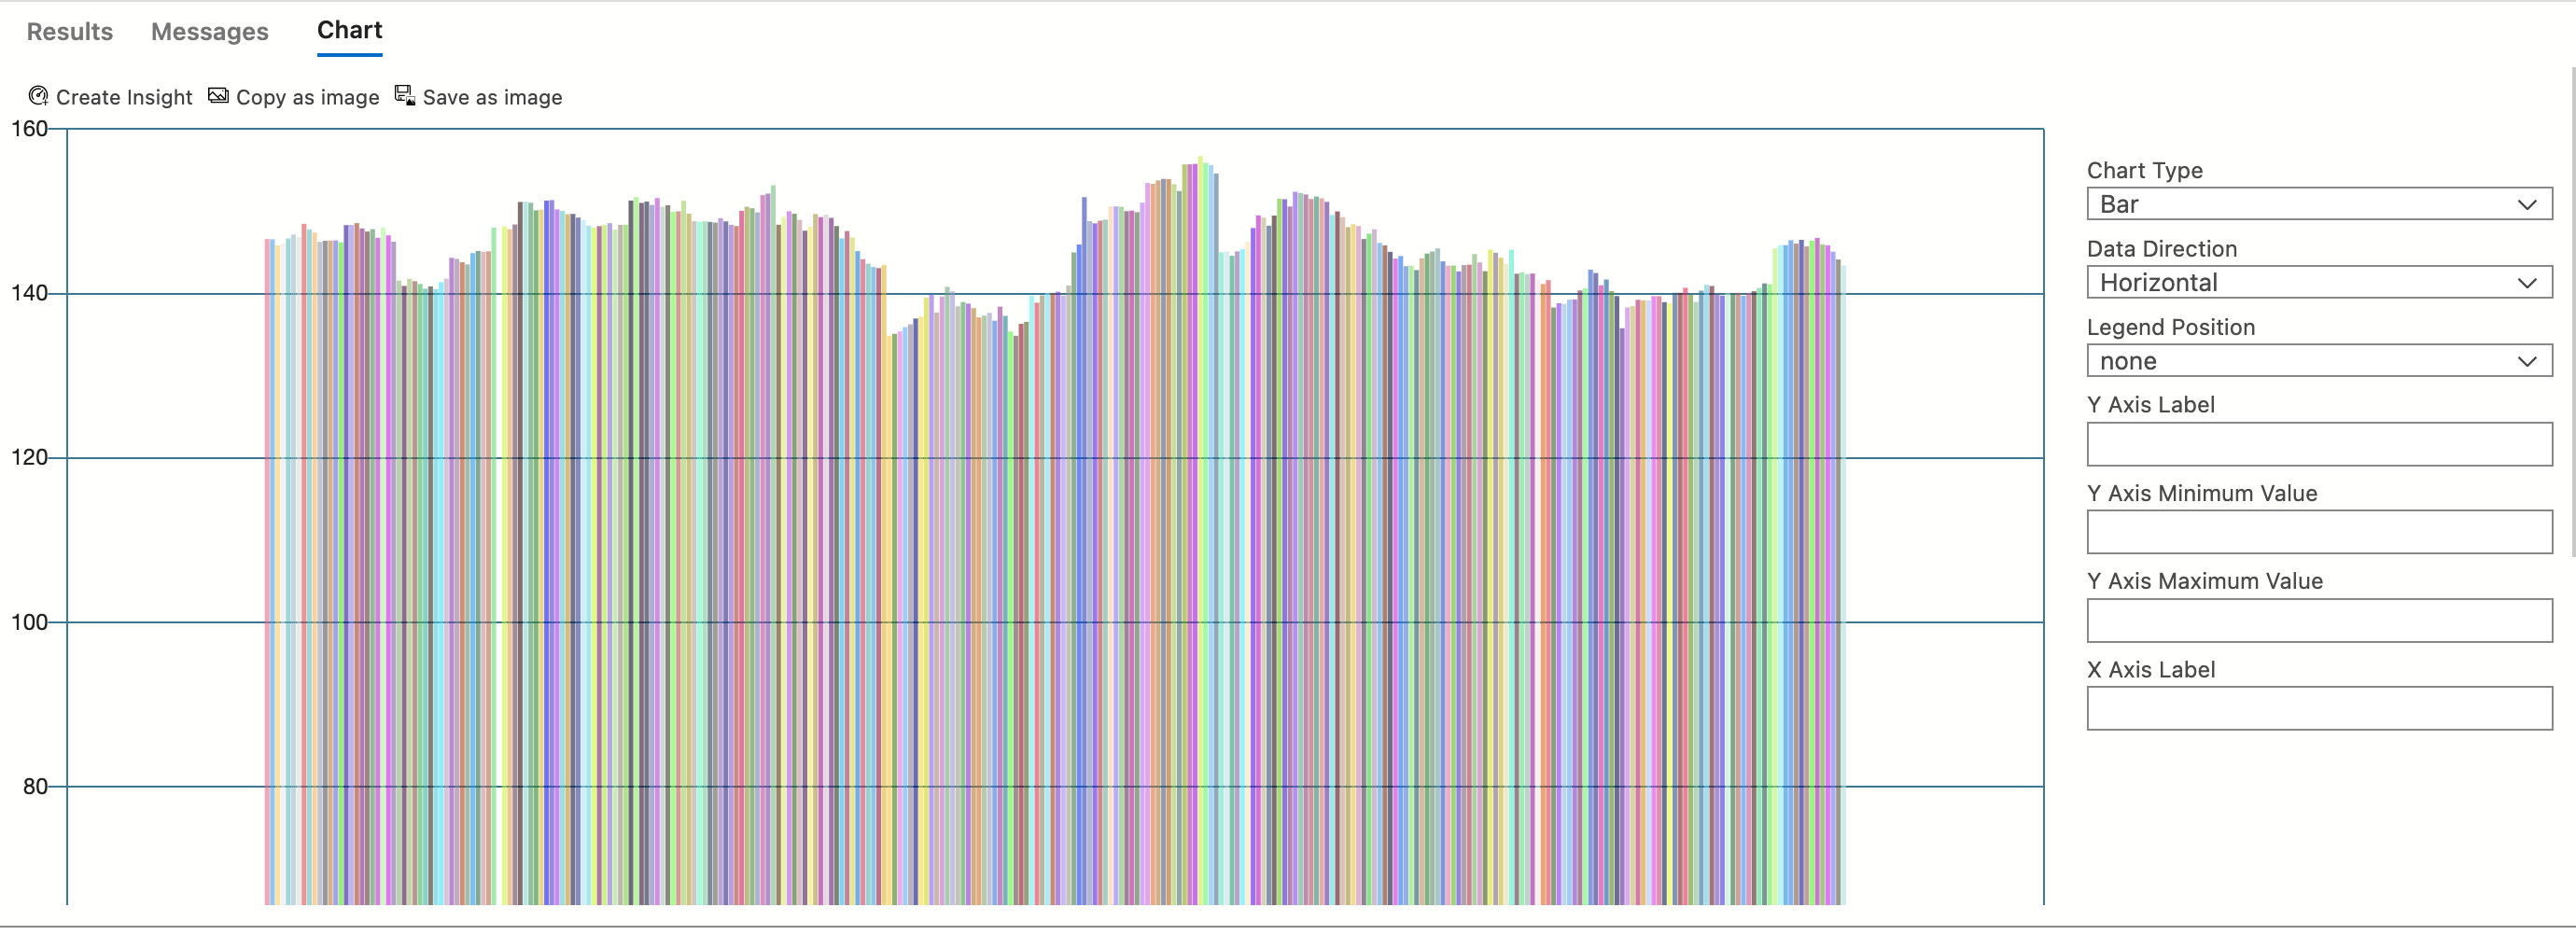 Results Messages Chart
Create Insight Copy as image Save as image
160
140
120
100
80
Chart Type
Bar
Data Direction
Horizontal
Legend Position
none
Y Axis Label
Y Axis Minimum Value
Y Axis Maximum Value
X Axis Label